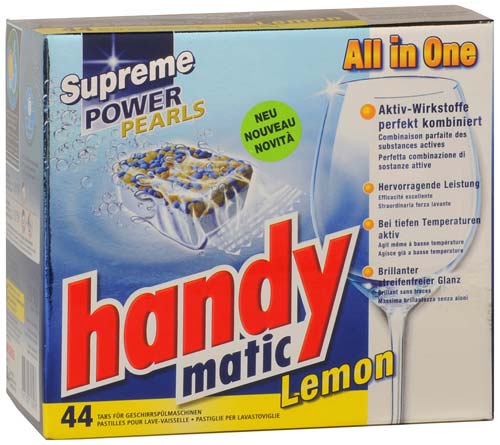 Supreme
POWER
PEARLS
All in One
NEU
NOUVEAU
NOVITÀ
Aktiv-Wirkstoffe
perfekt kombiniert
Combinaison parfaite des
substances actives
Perfetta combinazione di
sostanze attive
Hervorragende Leistung
Efficacité excellente
Straordinaria forza lavante
Bei tiefen Temperaturen
aktiv
Agit même à basse température
Agisce già a basse temperature
Brillanter
streifenfreier Glanz
Brillant sans traces
Massima brillantezza senza aloni
handy
matic
Lemon
44 TABS FÜR GESCHIRRSPÜLMASCHINEN
PASTILLES POUR LAVE-VAISSELLE - PASTIGLIE PER LAVASTOVIGLIE